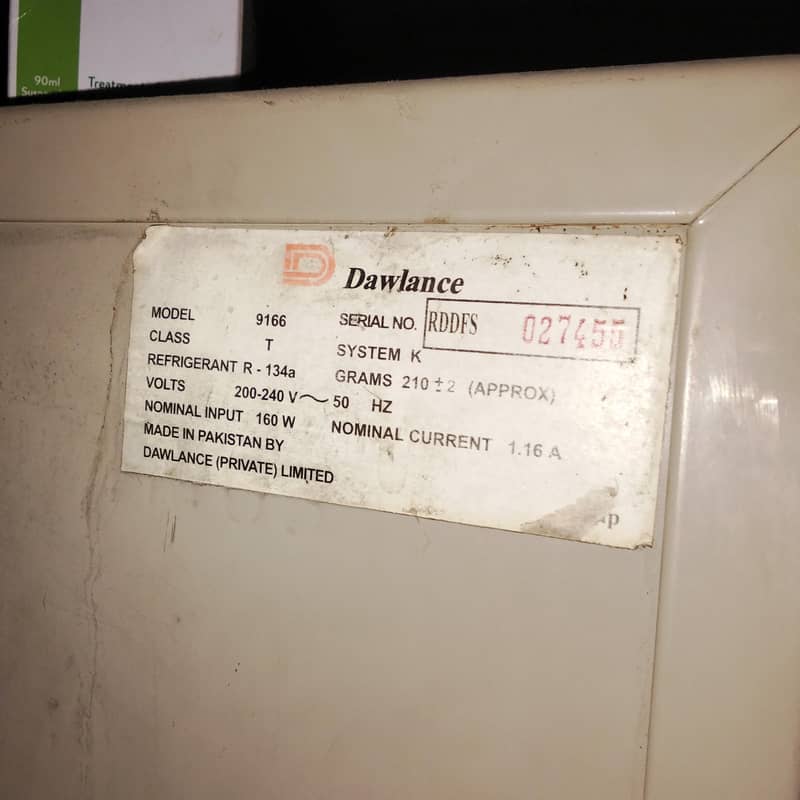 90ml
Dawlance
MODEL 9166 SERIAL NO. RDDFS 027455
CLASS T SYSTEM K
REFRIGERANT R - 134a GRAMS 210 ± 2 (APPROX)
VOLTS 200-240 V ~ 50 HZ
NOMINAL INPUT 160 W NOMINAL CURRENT 1.16 A
MADE IN PAKISTAN BY
DAWLANCE (PRIVATE) LIMITED